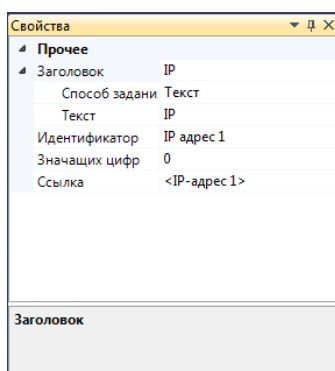 Свойства
Прочее
Заголовок IP
Способ задани Текст
Текст IP
Идентификатор IP адрес 1
Значащих цифр 0
Ссылка <IP-адрес 1>
Заголовок